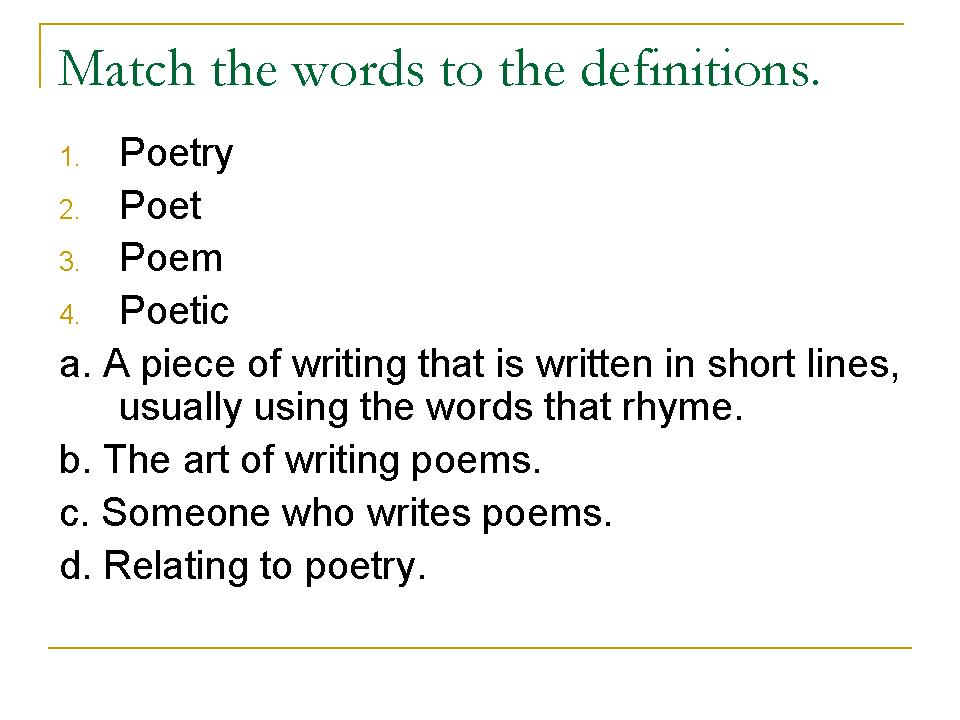 Match the words to the definitions.
1. Poetry
2. Poet
3. Poem
4. Poetic
a. A piece of writing that is written in short lines,
usually using the words that rhyme.
b. The art of writing poems.
c. Someone who writes poems.
d. Relating to poetry.